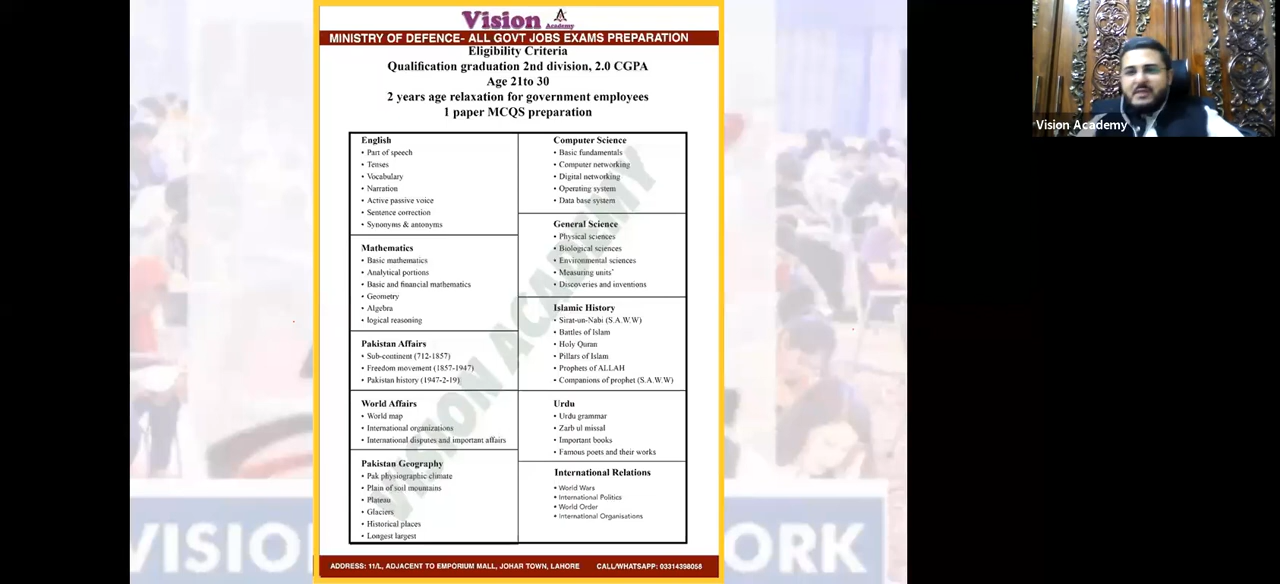 Vision
Academy
MINISTRY OF DEFENCE- ALL GOVT JOBS EXAMS PREPARATION
Eligibility Criteria
Qualification graduation 2nd division, 2.0 CGPA
Age 21to 30
2 years age relaxation for government employees
1 paper MCQS preparation
English
• Part of speech
• Tenses
• Vocabulary
• Narration
• Active passive voice
• Sentence correction
• Synonyms & antonyms
Mathematics
• Basic mathematics
• Analytical portions
• Basic and financial mathematics
• Geometry
• Algebra
• logical reasoning
Pakistan Affairs
• Sub-continent (712-1857)
• Freedom movement (1857-1947)
• Pakistan history (1947-2-19)
World Affairs
• World map
• International organizations
• International disputes and important affairs
Pakistan Geography
• Pak physiographic climate
• Plain of soil mountains
• Plateau
• Glaciers
• Historical places
• Longest largest
Computer Science
• Basic fundamentals
• Computer networking
• Digital networking
• Operating system
• Data base system
General Science
• Physical sciences
• Biological sciences
• Environmental sciences
• Measuring units'
• Discoveries and inventions
Islamic History
• Sirat-un-Nabi (S.A.W.W)
• Battles of Islam
• Holy Quran
• Pillars of Islam
• Prophets of ALLAH
• Companions of prophet (S.A.W.W)
Urdu
• Urdu grammar
• Zarb ul missal
• Important books
• Famous poets and their works
International Relations
• World Wars
• International Politics
• World Order
• International Organisations
VISION ACADEMY
ADDRESS: 11/L, ADJACENT TO EMPORIUM MALL, JOHAR TOWN, LAHORE CALL/WHATSAPP: 03314398058
VISIO
ORK
Vision Academy